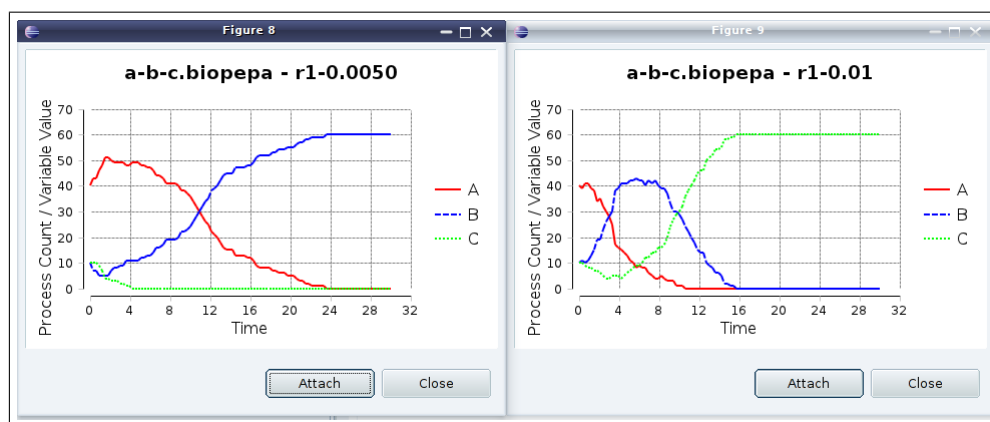 Figure 8
a-b-c.biopepa - r1-0.0050
Process Count / Variable Value
70
60
50
40
30
20
10
0
0 4 8 12 16 20 24 28 32
Time
A
B
C
Attach Close
Figure 9
a-b-c.biopepa - r1-0.01
Process Count / Variable Value
70
60
50
40
30
20
10
0
0 4 8 12 16 20 24 28 32
Time
A
B
C
Attach Close